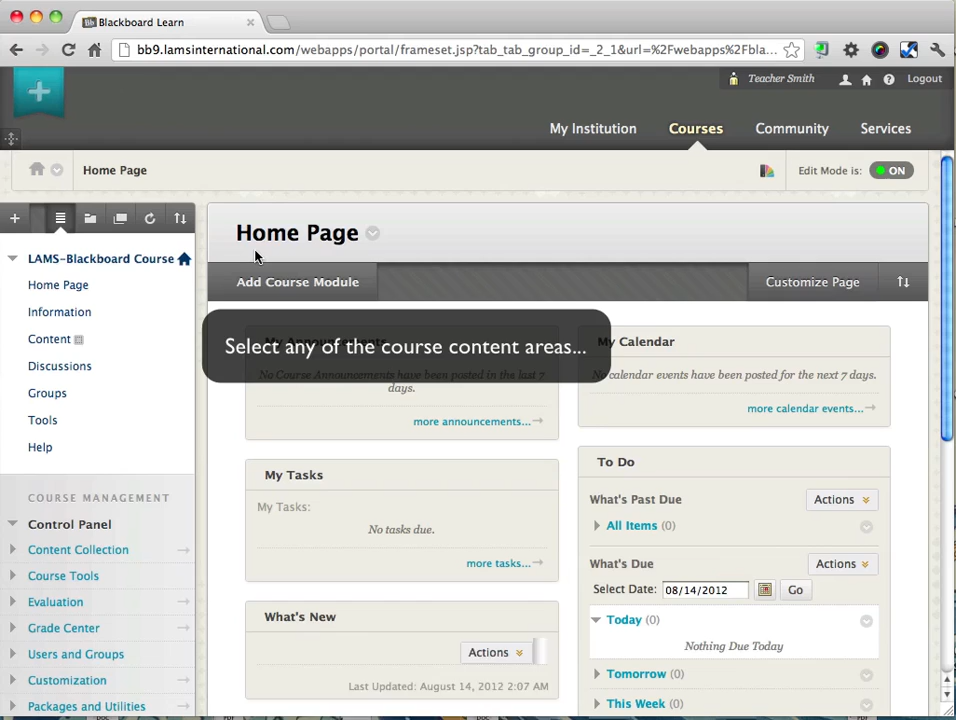 Blackboard Learn
bb9.lamsinternational.com/webapps/portal/frameset.jsp?tab_tab_group_id=_2_1&url=%2Fwebapps%2Fbla...
Teacher Smith
Logout
My Institution
Courses
Community
Services
Home Page
Edit Mode is:
ON
LAMS-Blackboard Course
Home Page
Information
Content
Discussions
Groups
Tools
Help
COURSE MANAGEMENT
Control Panel
Content Collection
Course Tools
Evaluation
Grade Center
Users and Groups
Customization
Packages and Utilities
Home Page
Add Course Module
Customize Page
Select any of the course content areas...
My Announcements
No Course Announcements have been posted in the last 7
days.
more announcements...
My Tasks
My Tasks:
No tasks due.
more tasks...
What's New
Actions
Last Updated: August 14, 2012 2:07 AM
My Calendar
No calendar events have been posted for the next 7 days.
more calendar events...
To Do
What's Past Due
Actions
All Items (0)
What's Due
Actions
Select Date: 08/14/2012 Go
Today (0)
Nothing Due Today
Tomorrow (0)
This Week (0)